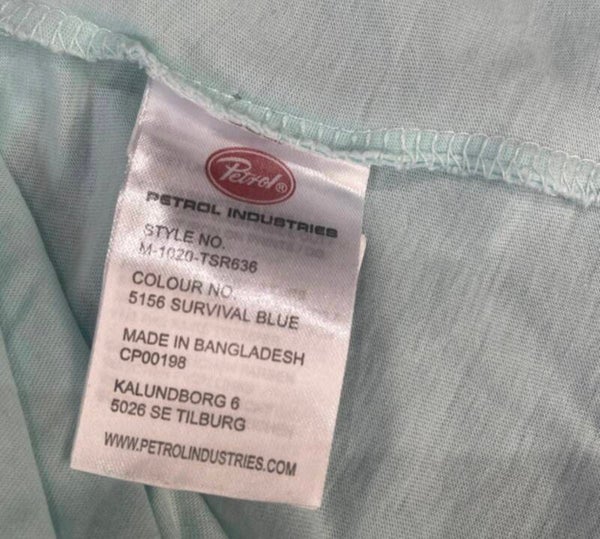 Petrol®
PETROL INDUSTRIES
STYLE NO.
M-1020-TSR636
COLOUR NO.
5156 SURVIVAL BLUE
MADE IN BANGLADESH
CP00198
KALUNDBORG 6
5026 SE TILBURG
WWW.PETROLINDUSTRIES.COM